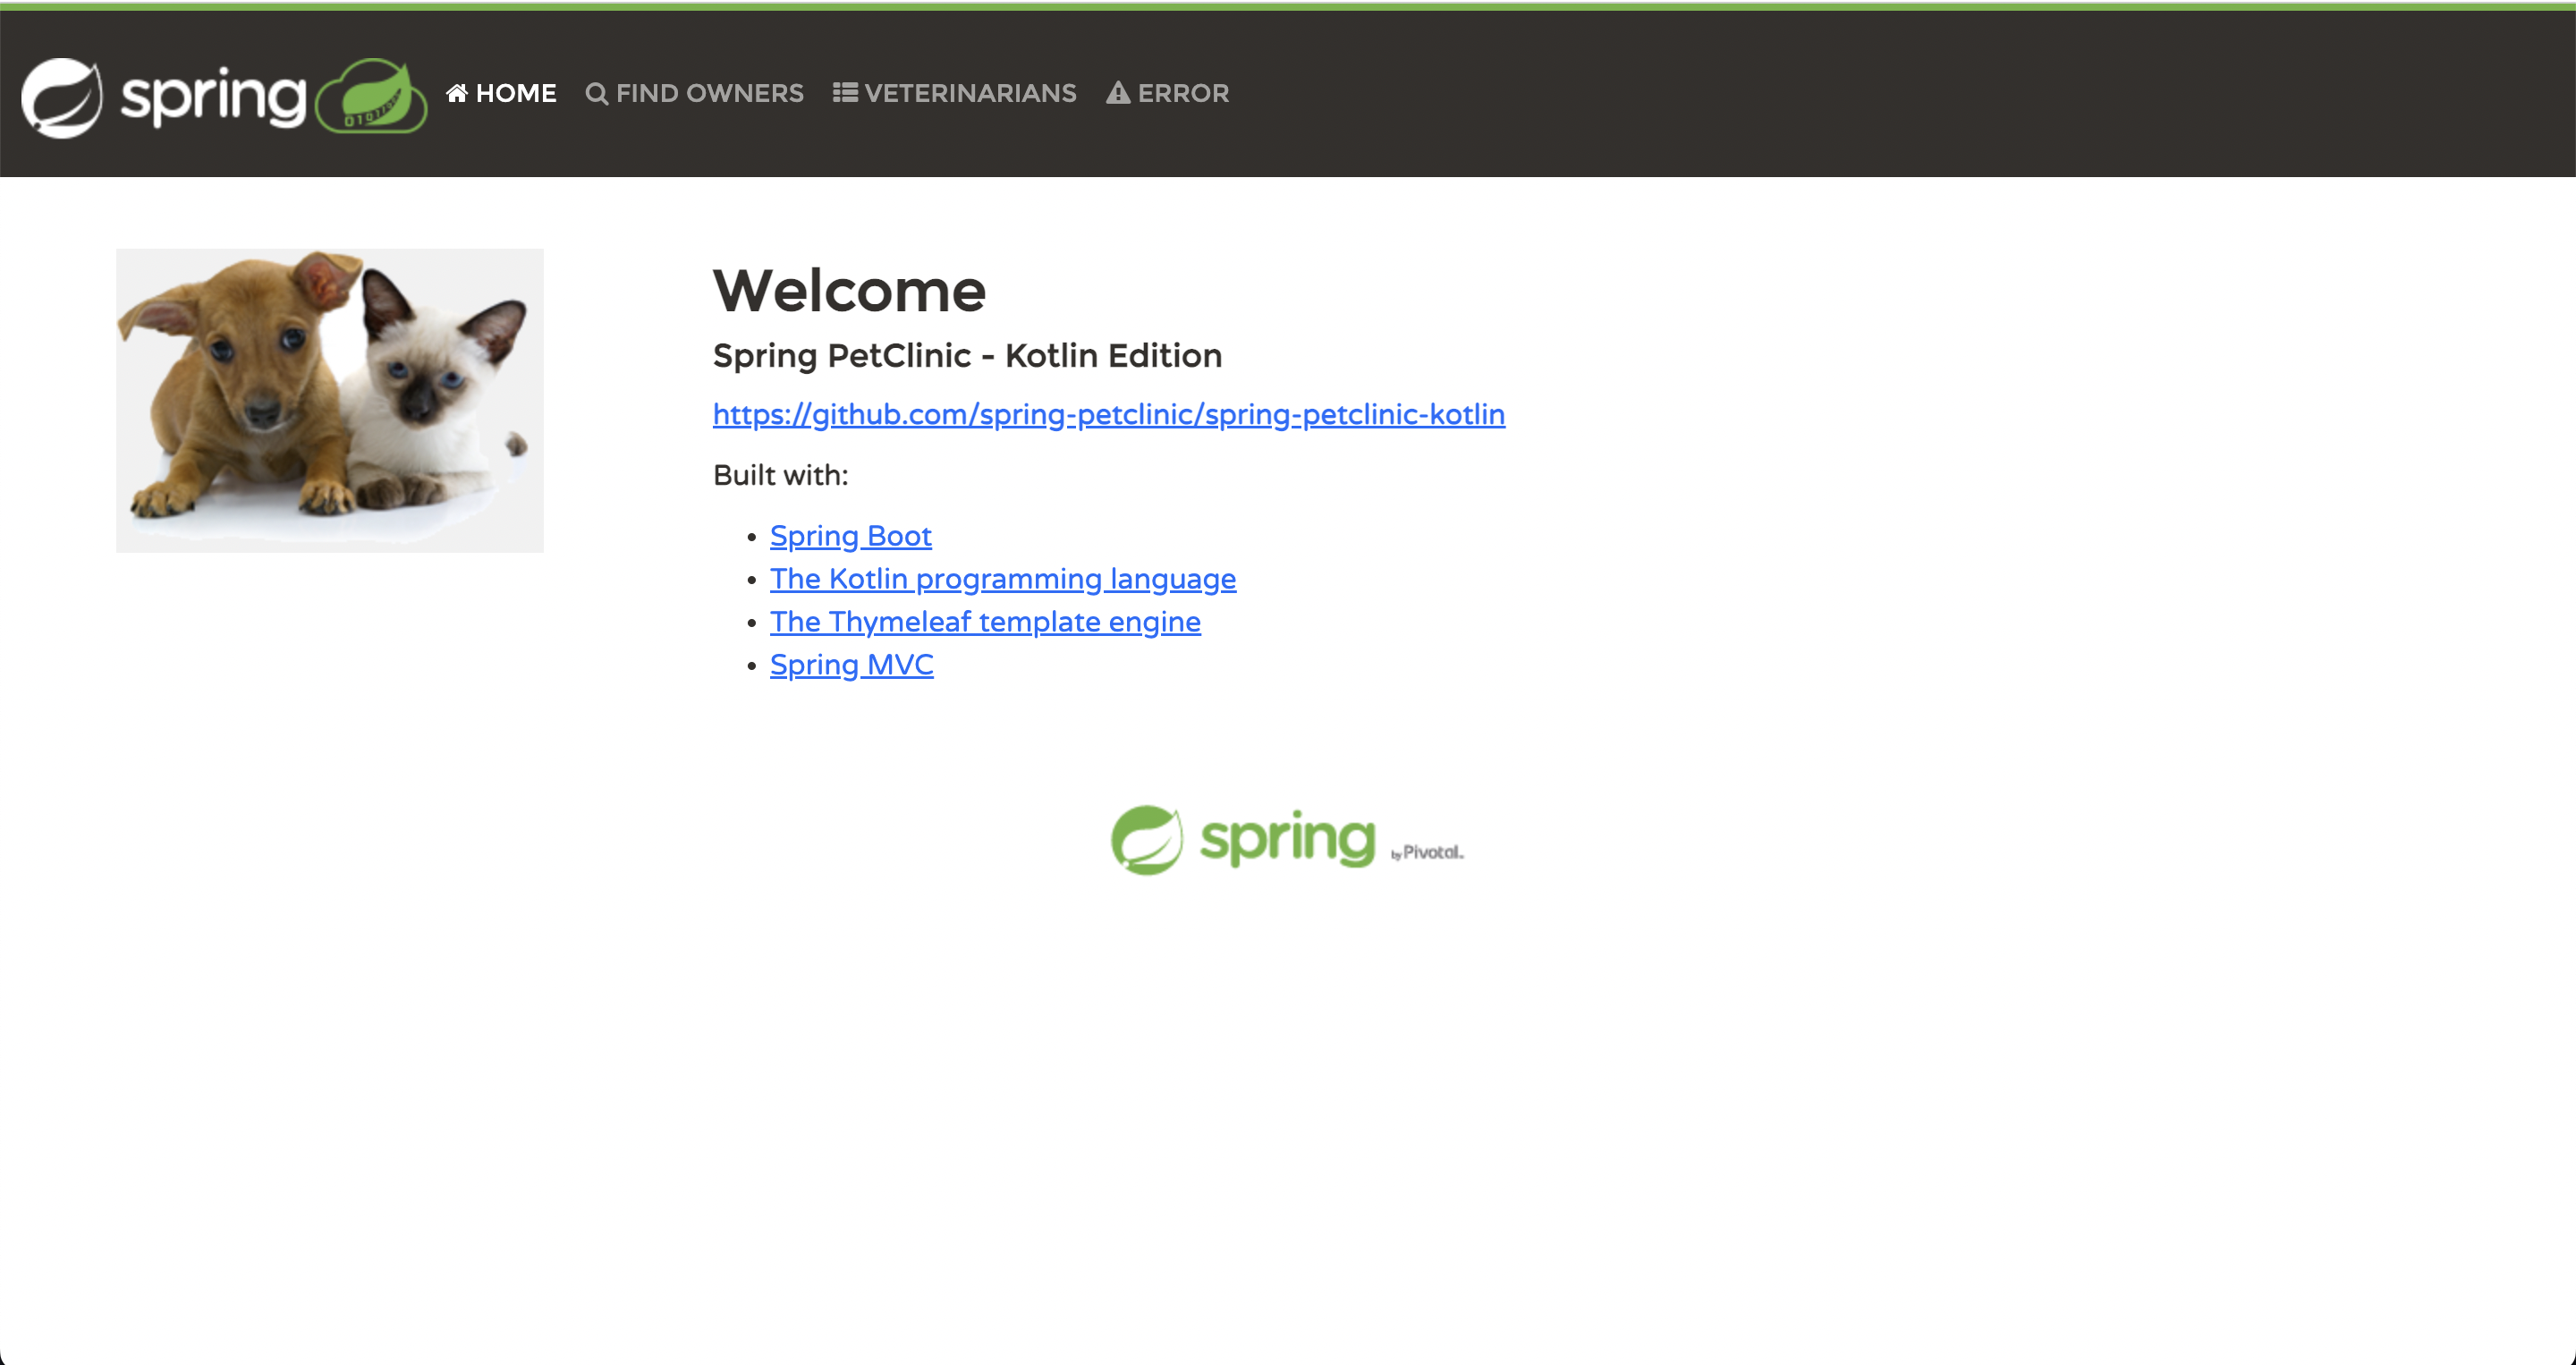 spring
HOME
FIND OWNERS
VETERINARIANS
ERROR
Welcome
Spring PetClinic - Kotlin Edition
https://github.com/spring-petclinic/spring-petclinic-kotlin
Built with:
Spring Boot
The Kotlin programming language
The Thymeleaf template engine
Spring MVC
spring by Pivotal